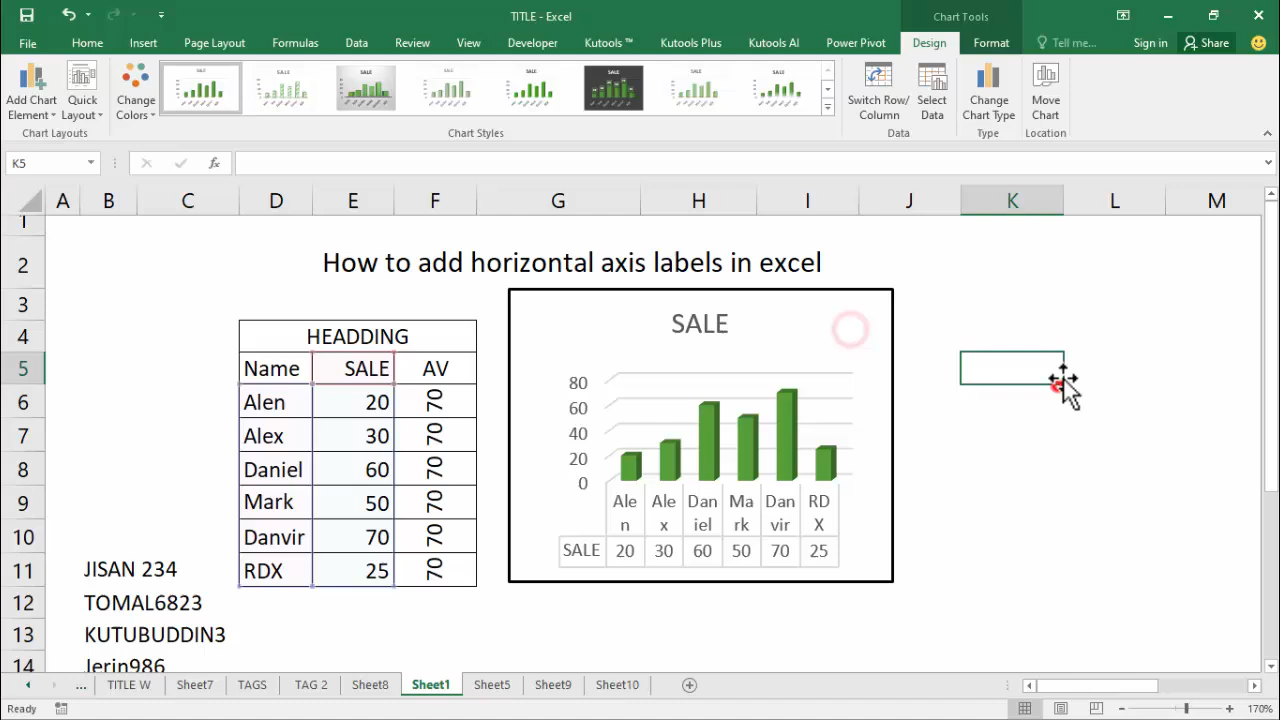 TITLE - Excel
Chart Tools
File Home Insert Page Layout Formulas Data Review View Developer Kutools ™ Kutools Plus Kutools AI Power Pivot Design Format Tell me... Sign in Share
Add Chart Element Quick Layout Change Colors Switch Row/ Column Select Data Change Chart Type Move Chart
Chart Layouts Chart Styles Data Type Location
K5 fx
A B C D E F G H I J K L M
1
2 How to add horizontal axis labels in excel
3
4 HEADDING
5 Name SALE AV
6 Alen 20 70
7 Alex 30 70
8 Daniel 60 70
9 Mark 50 70
10 Danvir 70 70
11 JISAN 234 RDX 25 70
12 TOMAL6823
13 KUTUBUDDIN3
14 Jerin986
SALE
80
60
40
20
0
Ale Ale Dan Ma Dan RD
n x iel rk vir X
SALE 20 30 60 50 70 25
... TITLE W Sheet7 TAGS TAG 2 Sheet8 Sheet1 Sheet5 Sheet9 Sheet10
Ready 170%